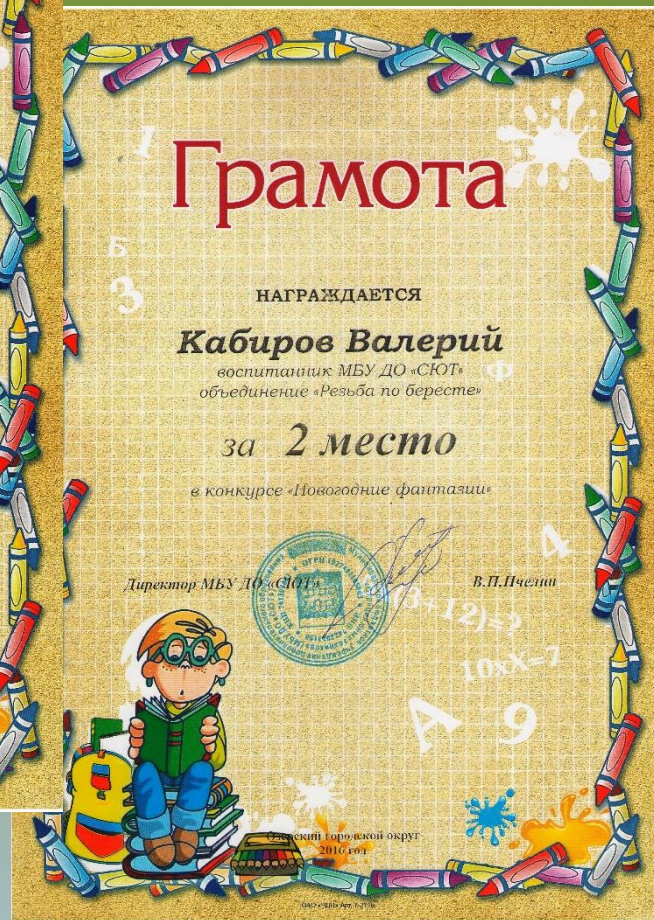 Грамота
НАГРАЖДАЕТСЯ
Кабиров Валерий
воспитанник МБУ ДО «СЮТ»
объединение «Резьба по бересте»
за 2 место
в конкурсе «Новогодние фантазии»
Директор МБУ ДО «СЮТ» В.П.Пчелин
3+12)=?
10xX=7
А 9
Озерский городской округ
2016 год